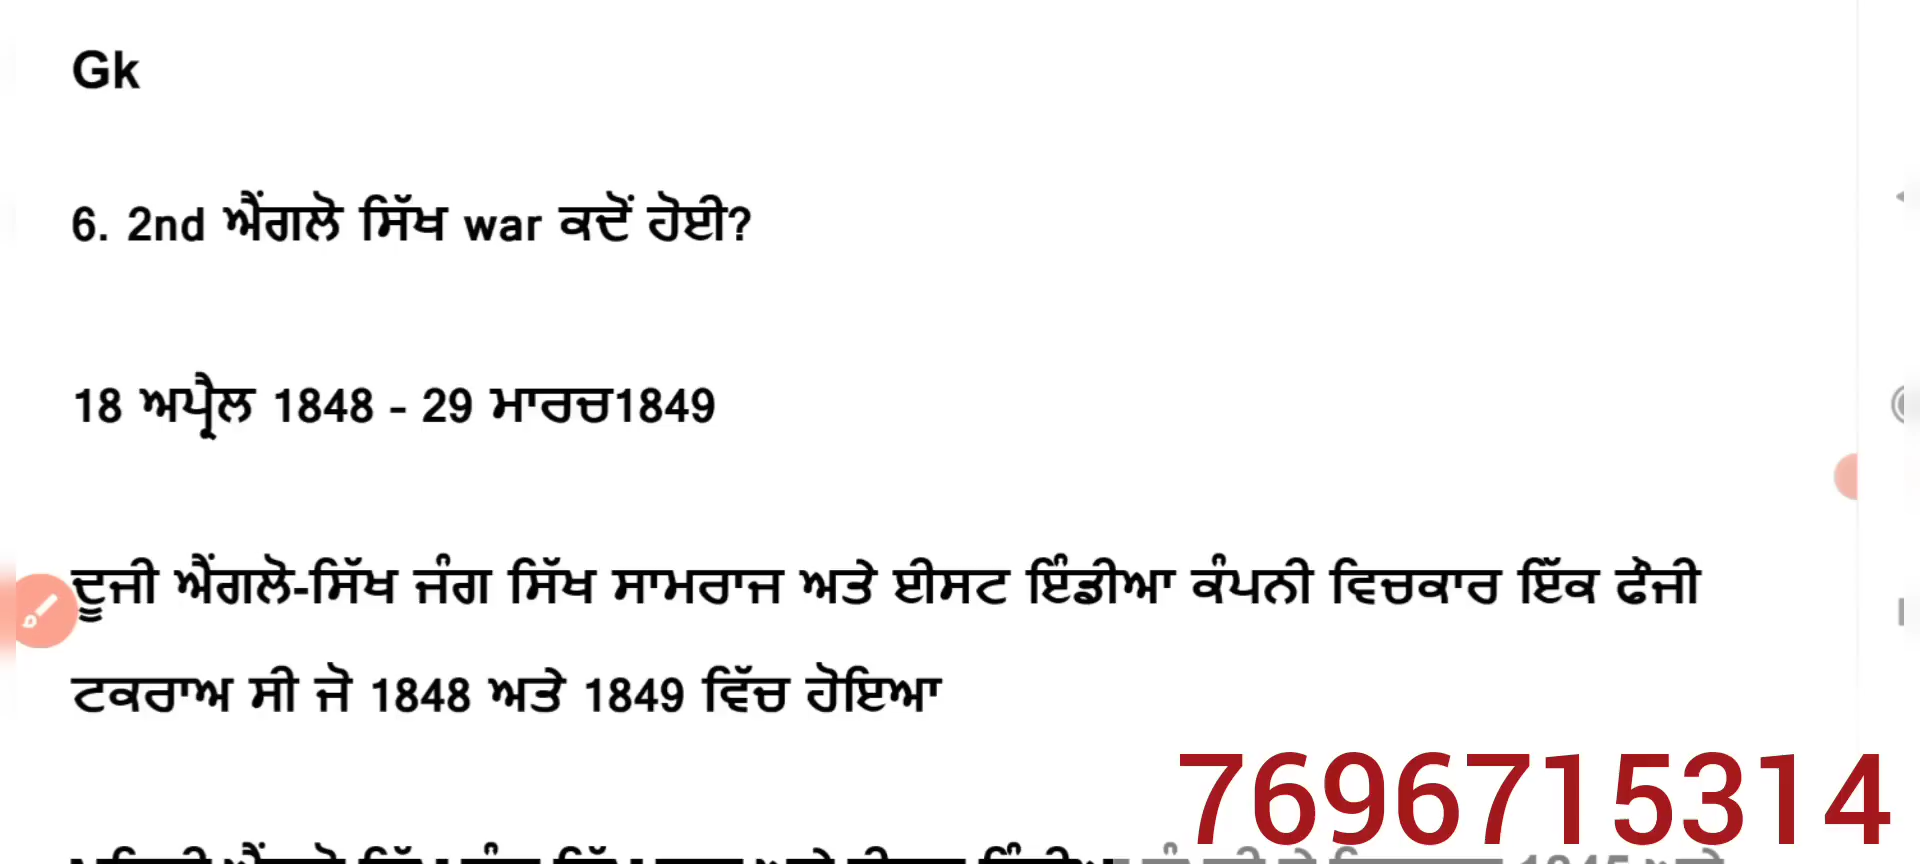 Gk
6. 2nd ਐਂਗਲੋ ਸਿੱਖ war ਕਦੋਂ ਹੋਈ?
18 ਅਪ੍ਰੈਲ 1848 - 29 ਮਾਰਚ1849
ਦੂਜੀ ਐਂਗਲੋ-ਸਿੱਖ ਜੰਗ ਸਿੱਖ ਸਾਮਰਾਜ ਅਤੇ ਈਸਟ ਇੰਡੀਆ ਕੰਪਨੀ ਵਿਚਕਾਰ ਇੱਕ ਫੌਜੀ
ਟਕਰਾਅ ਸੀ ਜੋ 1848 ਅਤੇ 1849 ਵਿੱਚ ਹੋਇਆ
7696715314